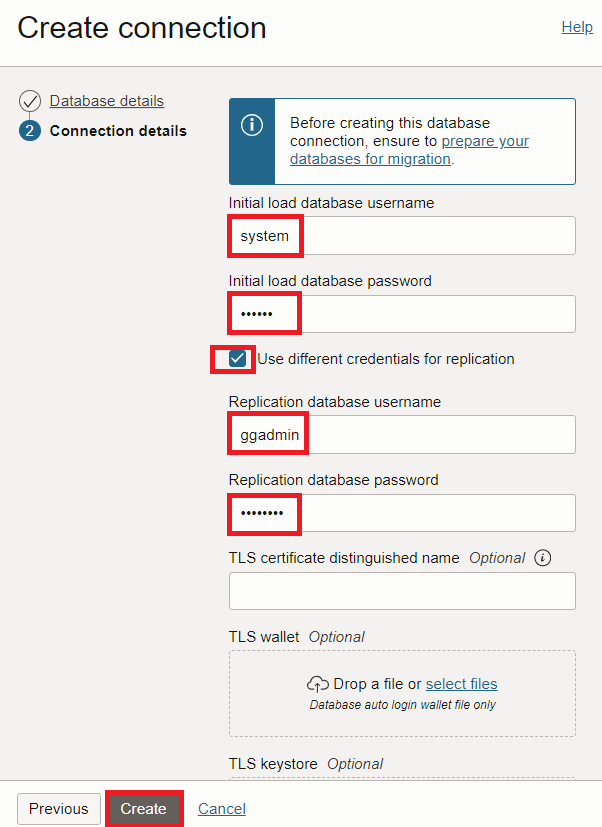 Create connection
Help
Database details
2 Connection details
Before creating this database
connection, ensure to prepare your
databases for migration.
Initial load database username
system
Initial load database password
••••••
Use different credentials for replication
Replication database username
ggadmin
Replication database password
••••••••
TLS certificate distinguished name Optional
TLS wallet Optional
Drop a file or select files
Database auto login wallet file only
TLS keystore Optional
Previous Create Cancel